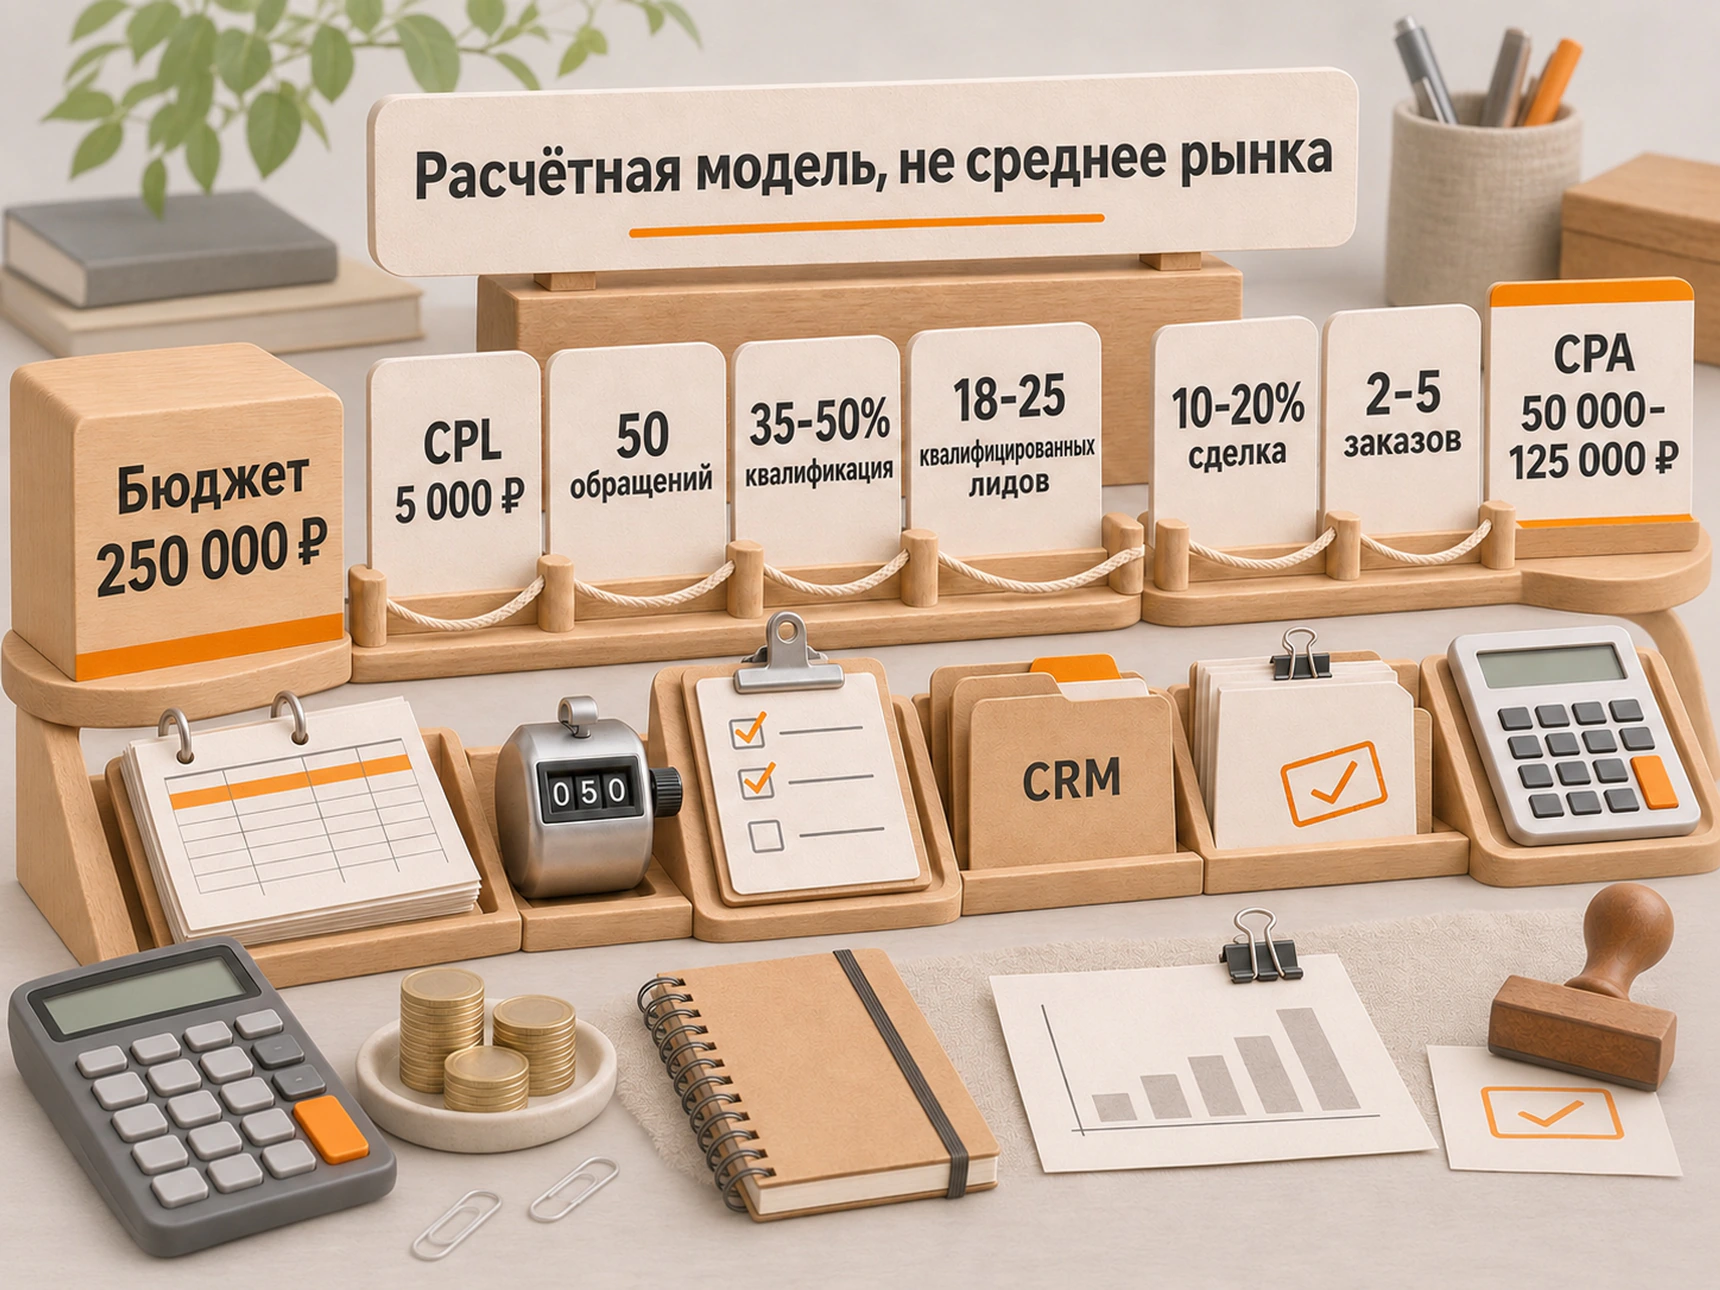 Расчётная модель, не среднее рынка
Бюджет
250 000 ₽
CPL
5 000 ₽
50
обращений
35-50%
квалификация
18-25
квалифицированных
лидов
10-20%
сделка
2-5
заказов
CPA
50 000-
125 000 ₽
050
CRM